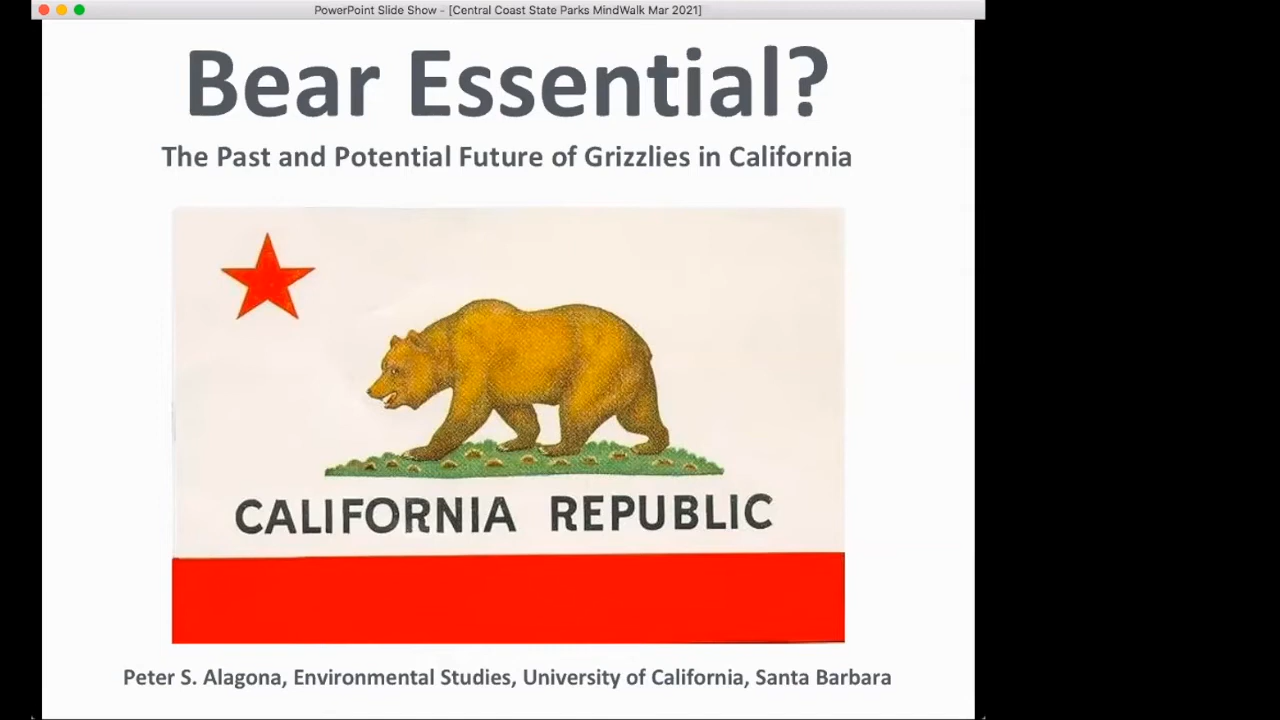 PowerPoint Slide Show - [Central Coast State Parks MindWalk Mar 2021]
Bear Essential?
The Past and Potential Future of Grizzlies in California
CALIFORNIA REPUBLIC
Peter S. Alagona, Environmental Studies, University of California, Santa Barbara